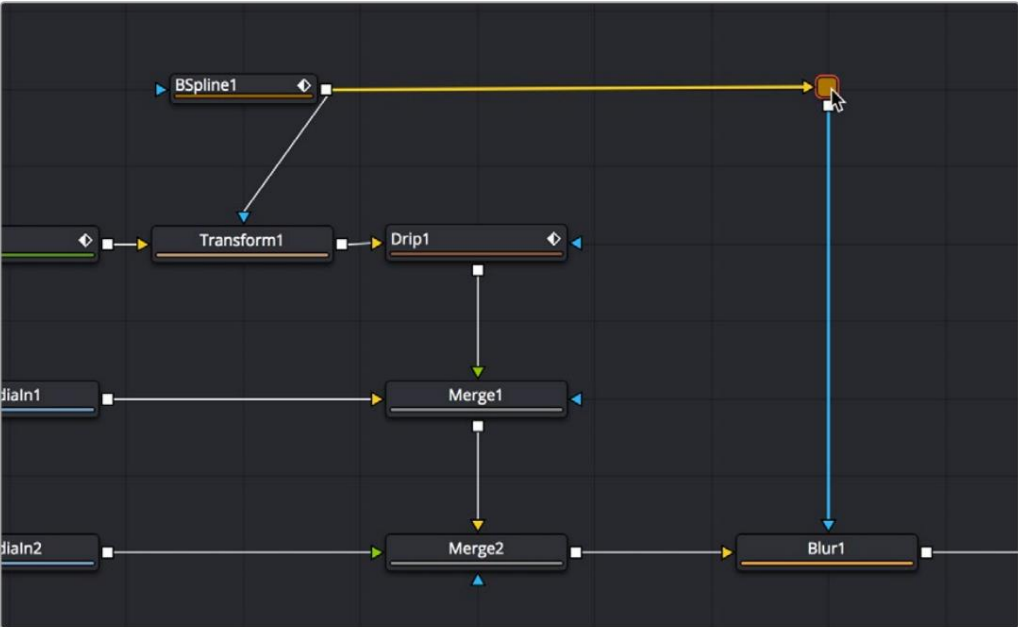 BSpline1
Transform1
Drip1
diaIn1
Merge1
diaIn2
Merge2
Blur1